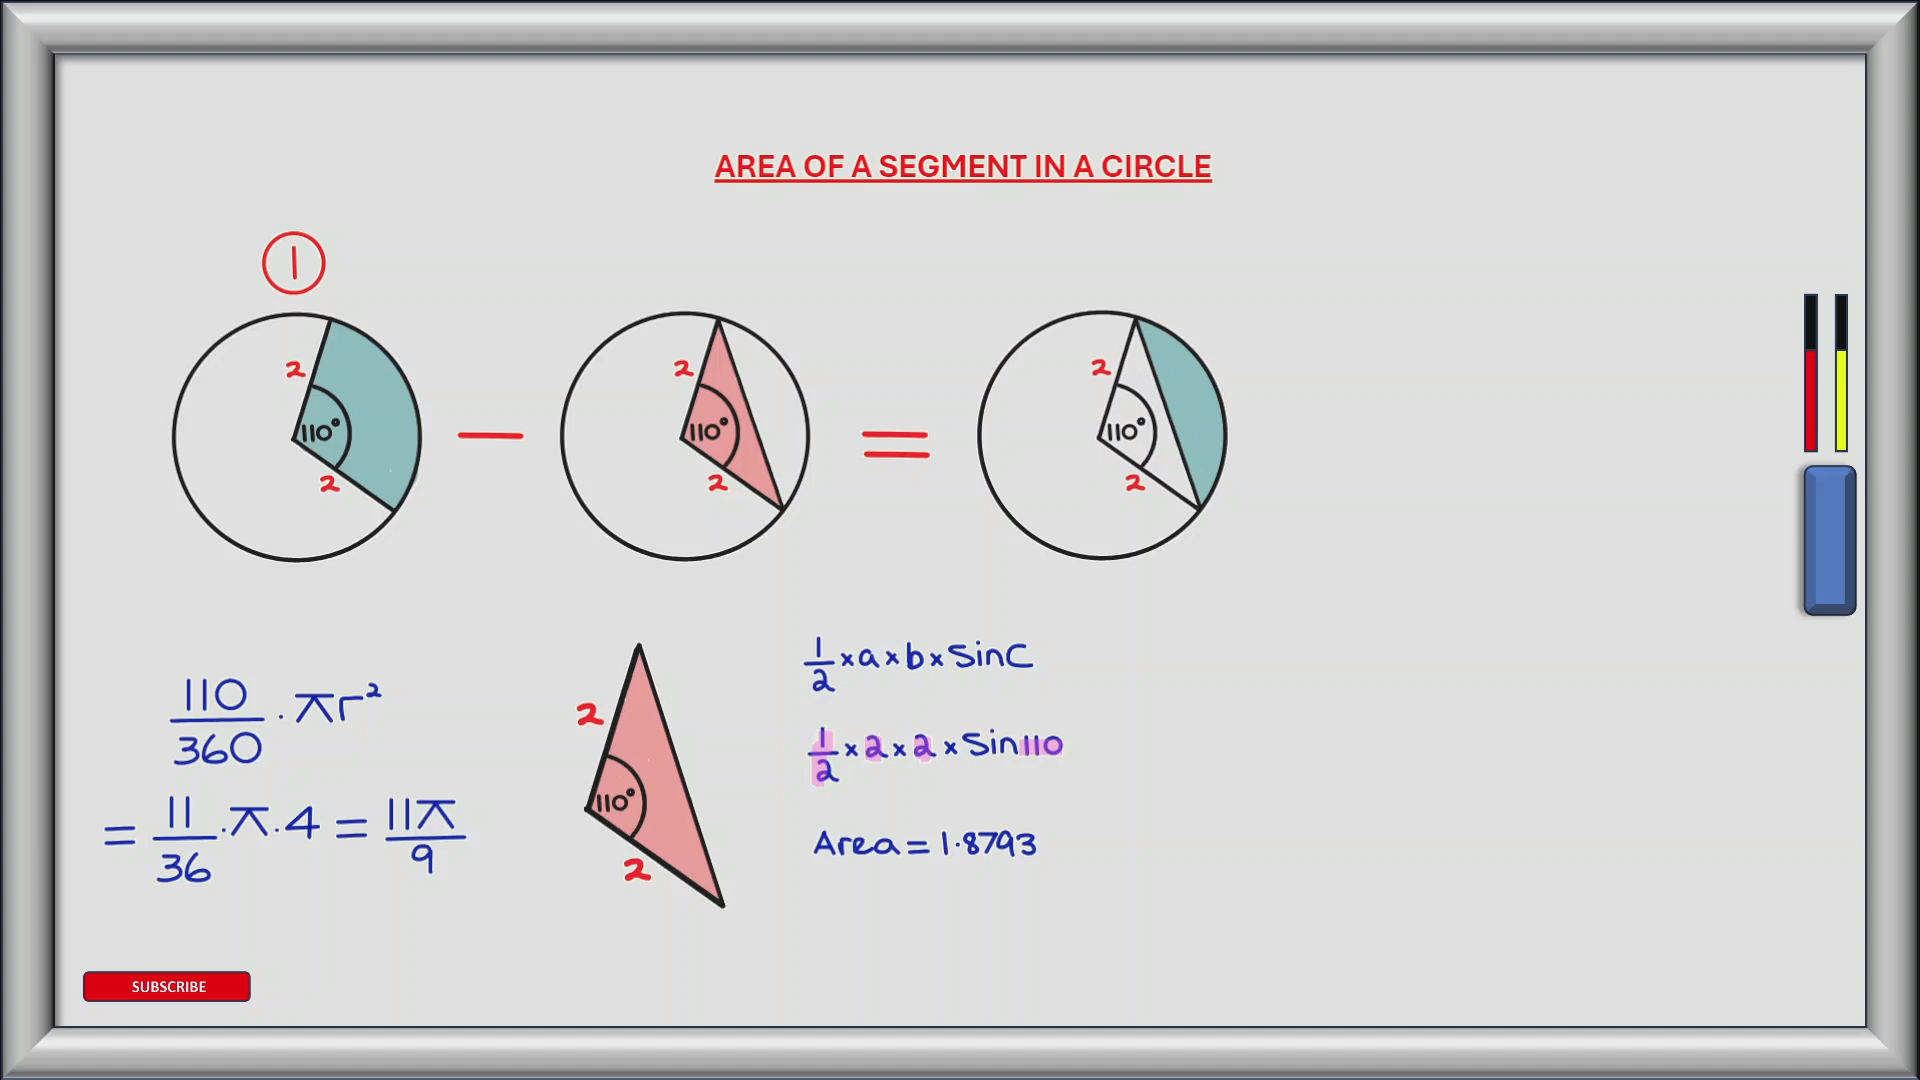 AREA OF A SEGMENT IN A CIRCLE
1
2
110°
2
−
2
110°
2
=
2
110°
2
110/360 · πr²
= 11/36 · π · 4 = 11π/9
2
110°
2
1/2 × a × b × SinC
1/2 × 2 × 2 × Sin110
Area = 1.8793
SUBSCRIBE